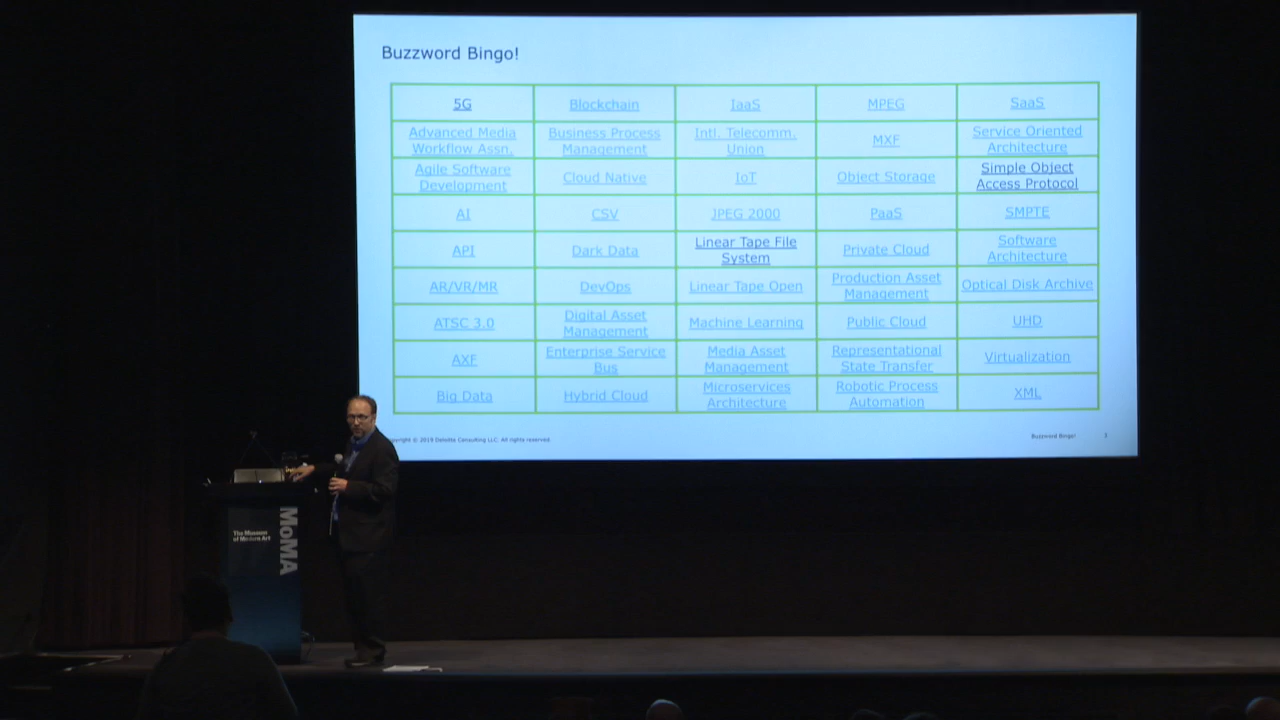 Buzzword Bingo!
5G Blockchain IaaS MPEG SaaS
Advanced Media Workflow Assn. Business Process Management Intl. Telecomm. Union MXF Service Oriented Architecture
Agile Software Development Cloud Native IoT Object Storage Simple Object Access Protocol
AI CSV JPEG 2000 PaaS SMPTE
API Dark Data Linear Tape File System Private Cloud Software Architecture
AR/VR/MR DevOps Linear Tape Open Production Asset Management Optical Disk Archive
ATSC 3.0 Digital Asset Management Machine Learning Public Cloud UHD
AXF Enterprise Service Bus Media Asset Management Representational State Transfer Virtualization
Big Data Hybrid Cloud Microservices Architecture Robotic Process Automation XML
pyright © 2019 Deloitte Consulting LLC. All rights reserved.
Buzzword Bingo! 3
The Museum
of Modern Art
MoMA